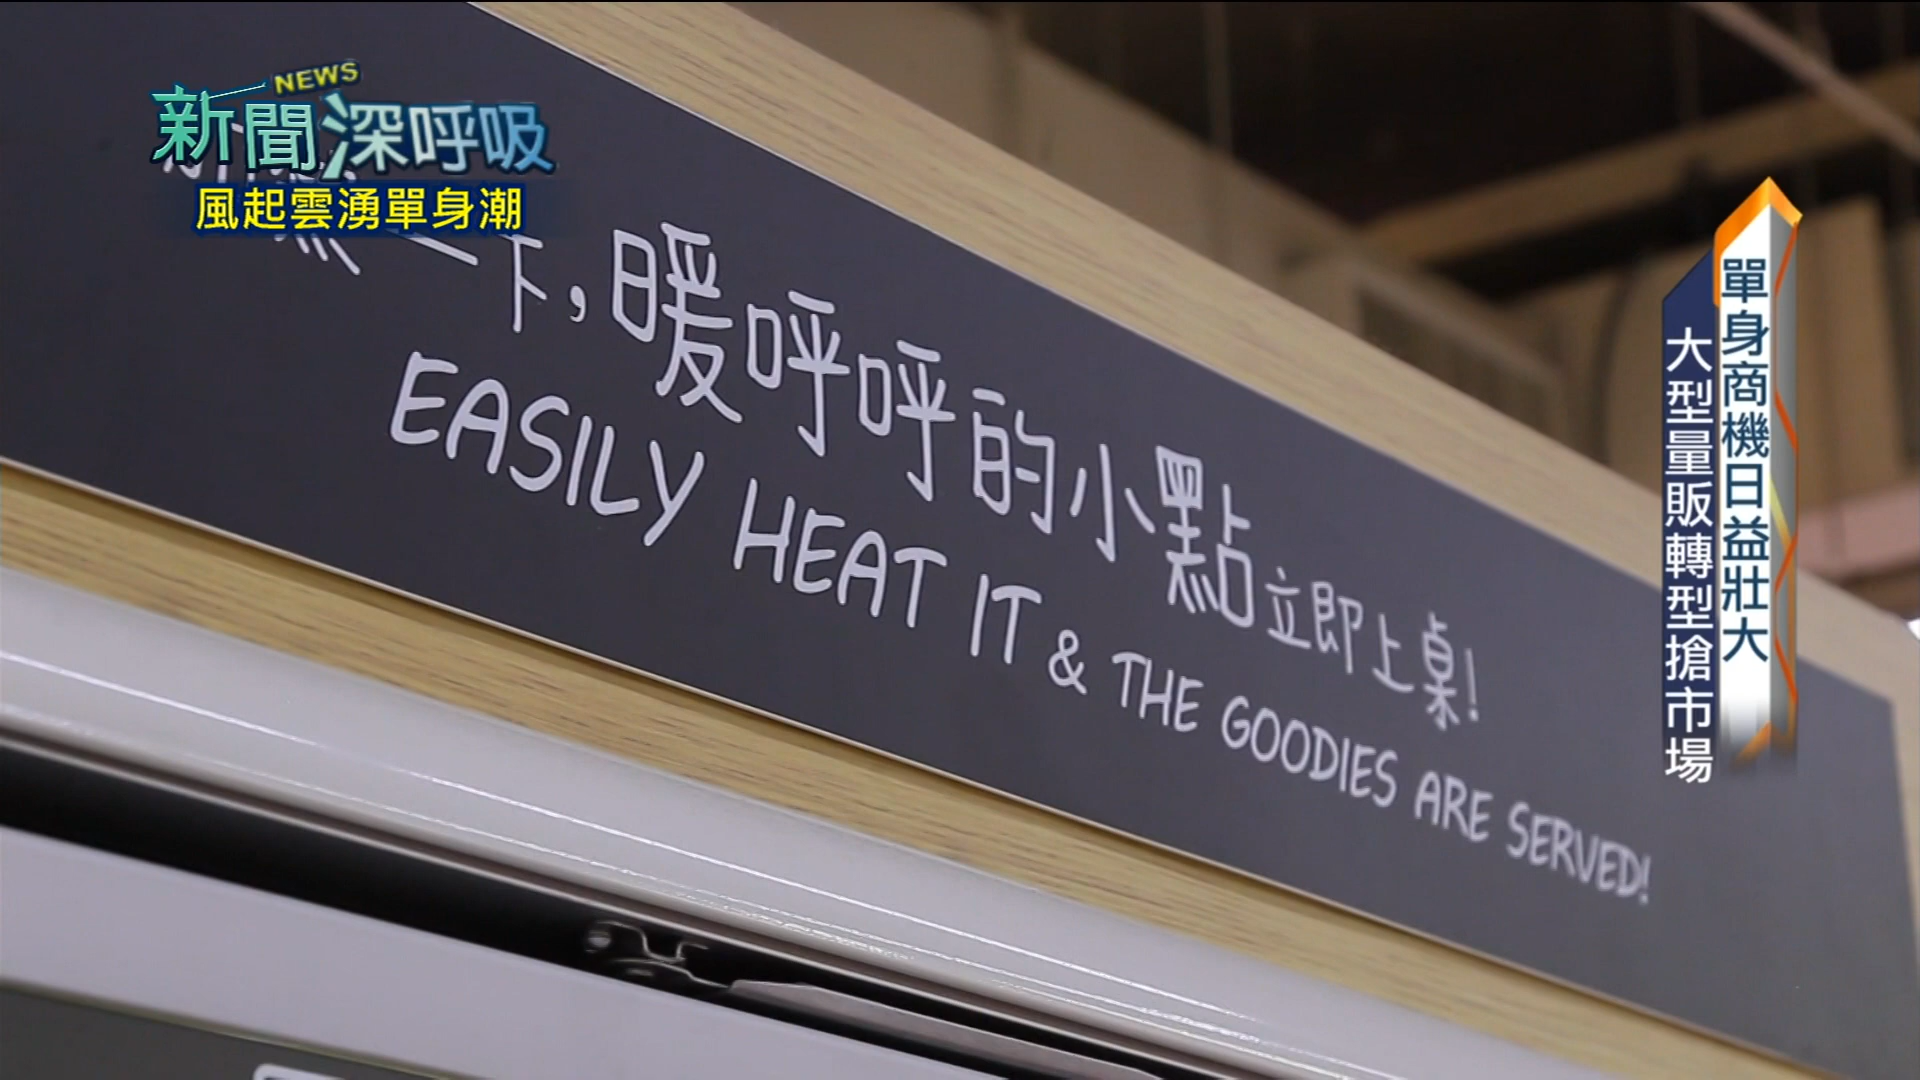 NEWS
新聞深呼吸
風起雲湧單身潮
一下,暖呼呼的小點立即上桌!
EASILY HEAT IT & THE GOODIES ARE SERVED!
單身商機日益壯大
大型量販轉型搶市場